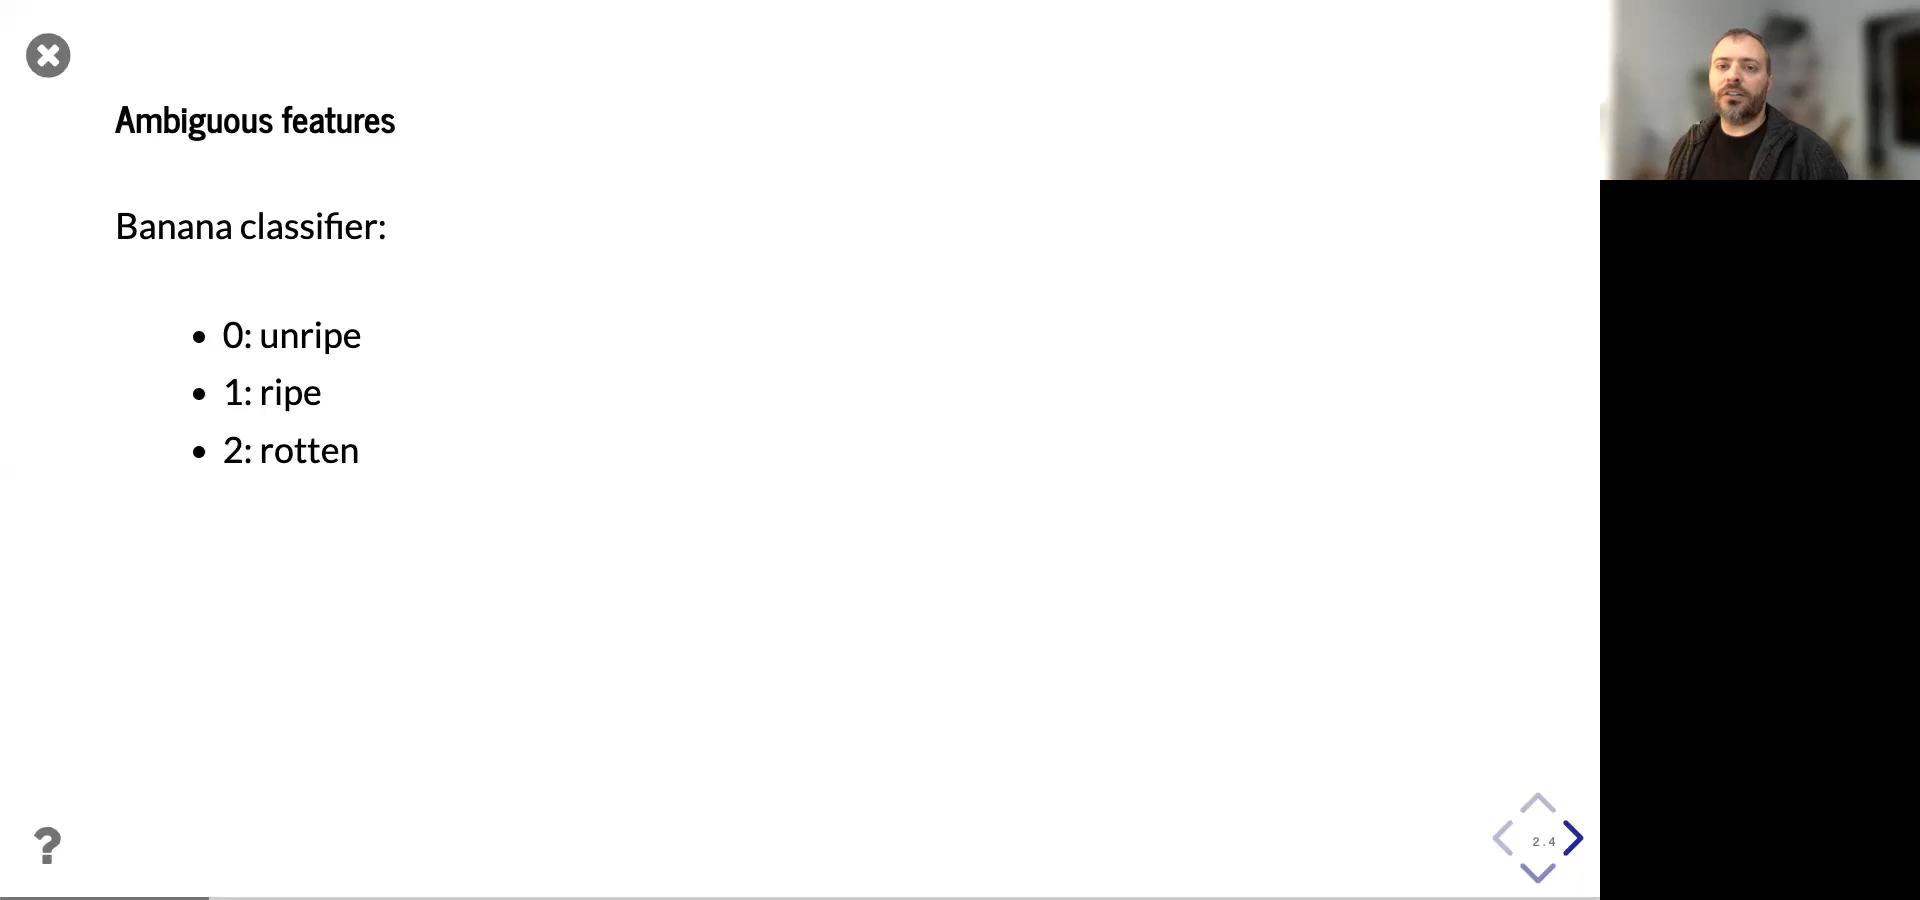 Ambiguous features
Banana classifier:
0: unripe
1: ripe
2: rotten
?
2.4